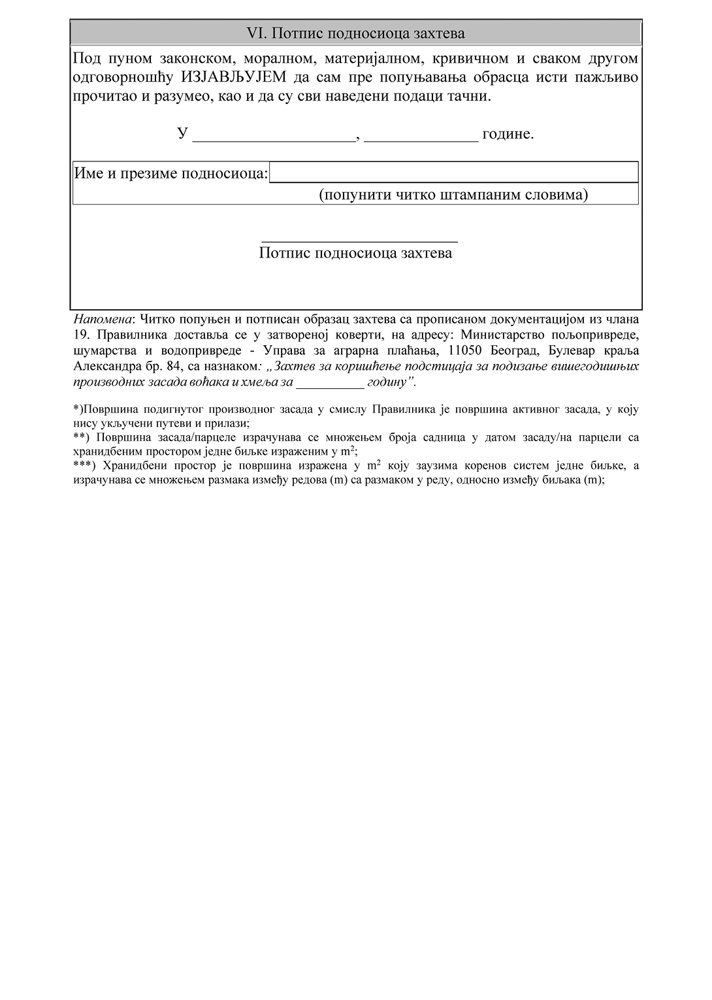 VI. Потпис подносиоца захтева
Под пуном законском, моралном, материјалном, кривичном и сваком другом
одговорношћу ИЗЈАВЉУЈЕМ да сам пре попуњавања обрасца исти пажљиво
прочитао и разумео, као и да су сви наведени подаци тачни.
У ____________________, ______________ године.
Име и презиме подносиоца:
(попунити читко штампаним словима)
________________________
Потпис подносиоца захтева
Напомена: Читко попуњен и потписан образац захтева са прописаном документацијом из члана
19. Правилника доставља се у затвореној коверти, на адресу: Министарство пољопривреде,
шумарства и водопривреде - Управа за аграрна плаћања, 11050 Београд, Булевар краља
Александра бр. 84, са назнаком: „Захтев за коришћење подстицаја за подизање вишегодишњих
производних засада воћака и хмеља за __________ годину”.
*)Површина подигнутог производног засада у смислу Правилника је површина активног засада, у коју
нису укључени путеви и прилази;
**) Површина засада/парцеле израчунава се множењем броја садница у датом засаду/на парцели са
хранидбеним простором једне биљке израженим у m²;
***) Хранидбени простор је површина изражена у m² коју заузима коренов систем једне биљке, а
израчунава се множењем размака између редова (m) са размаком у реду, односно између биљака (m);